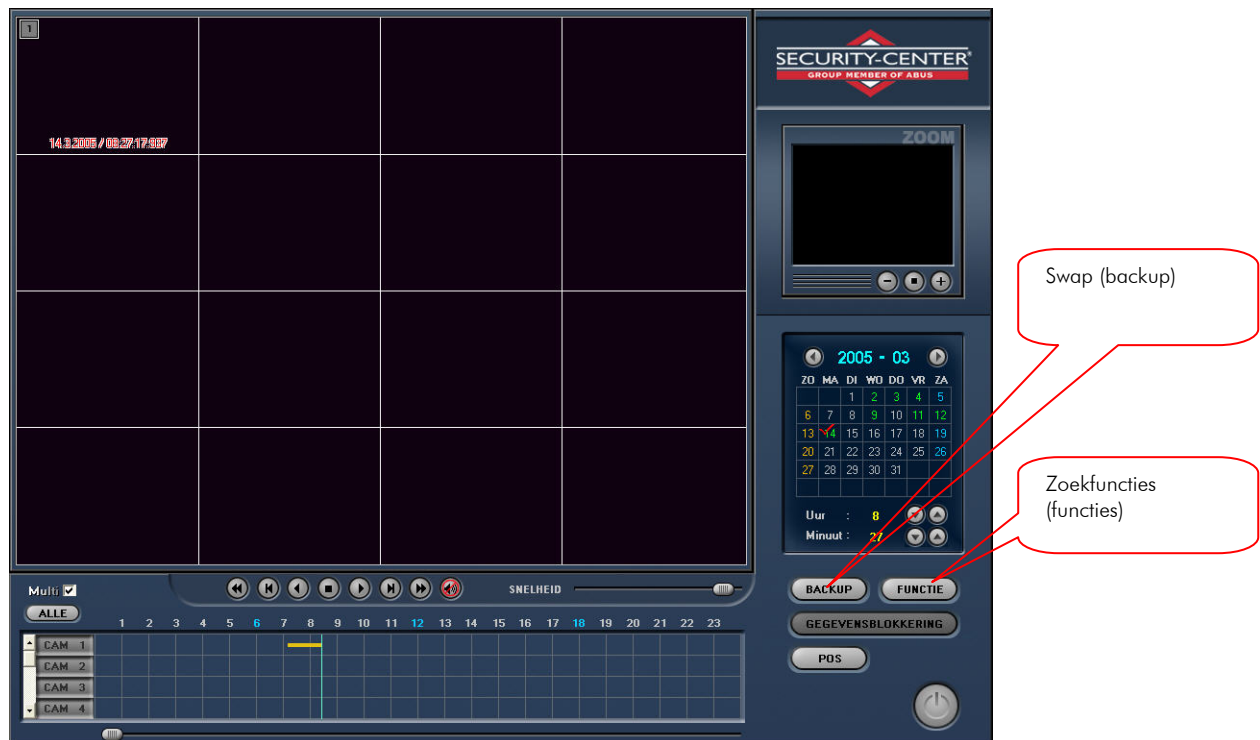 1
14.3.2005 / 08:27:17:937
SECURITY-CENTER®
GROUP MEMBER OF ABUS
ZOOM
Swap (backup)
2005 - 03
ZO MA DI WO DO VR ZA
1 2 3 4 5
6 7 8 9 10 11 12
13 14 15 16 17 18 19
20 21 22 23 24 25 26
27 28 29 30 31
Uur : 8
Minuut : 27
Zoekfuncties
(functies)
Multi
SNELHEID
BACKUP
FUNCTIE
ALLE
1 2 3 4 5 6 7 8 9 10 11 12 13 14 15 16 17 18 19 20 21 22 23
GEGEVENSBLOKKERING
CAM 1
CAM 2
CAM 3
CAM 4
POS